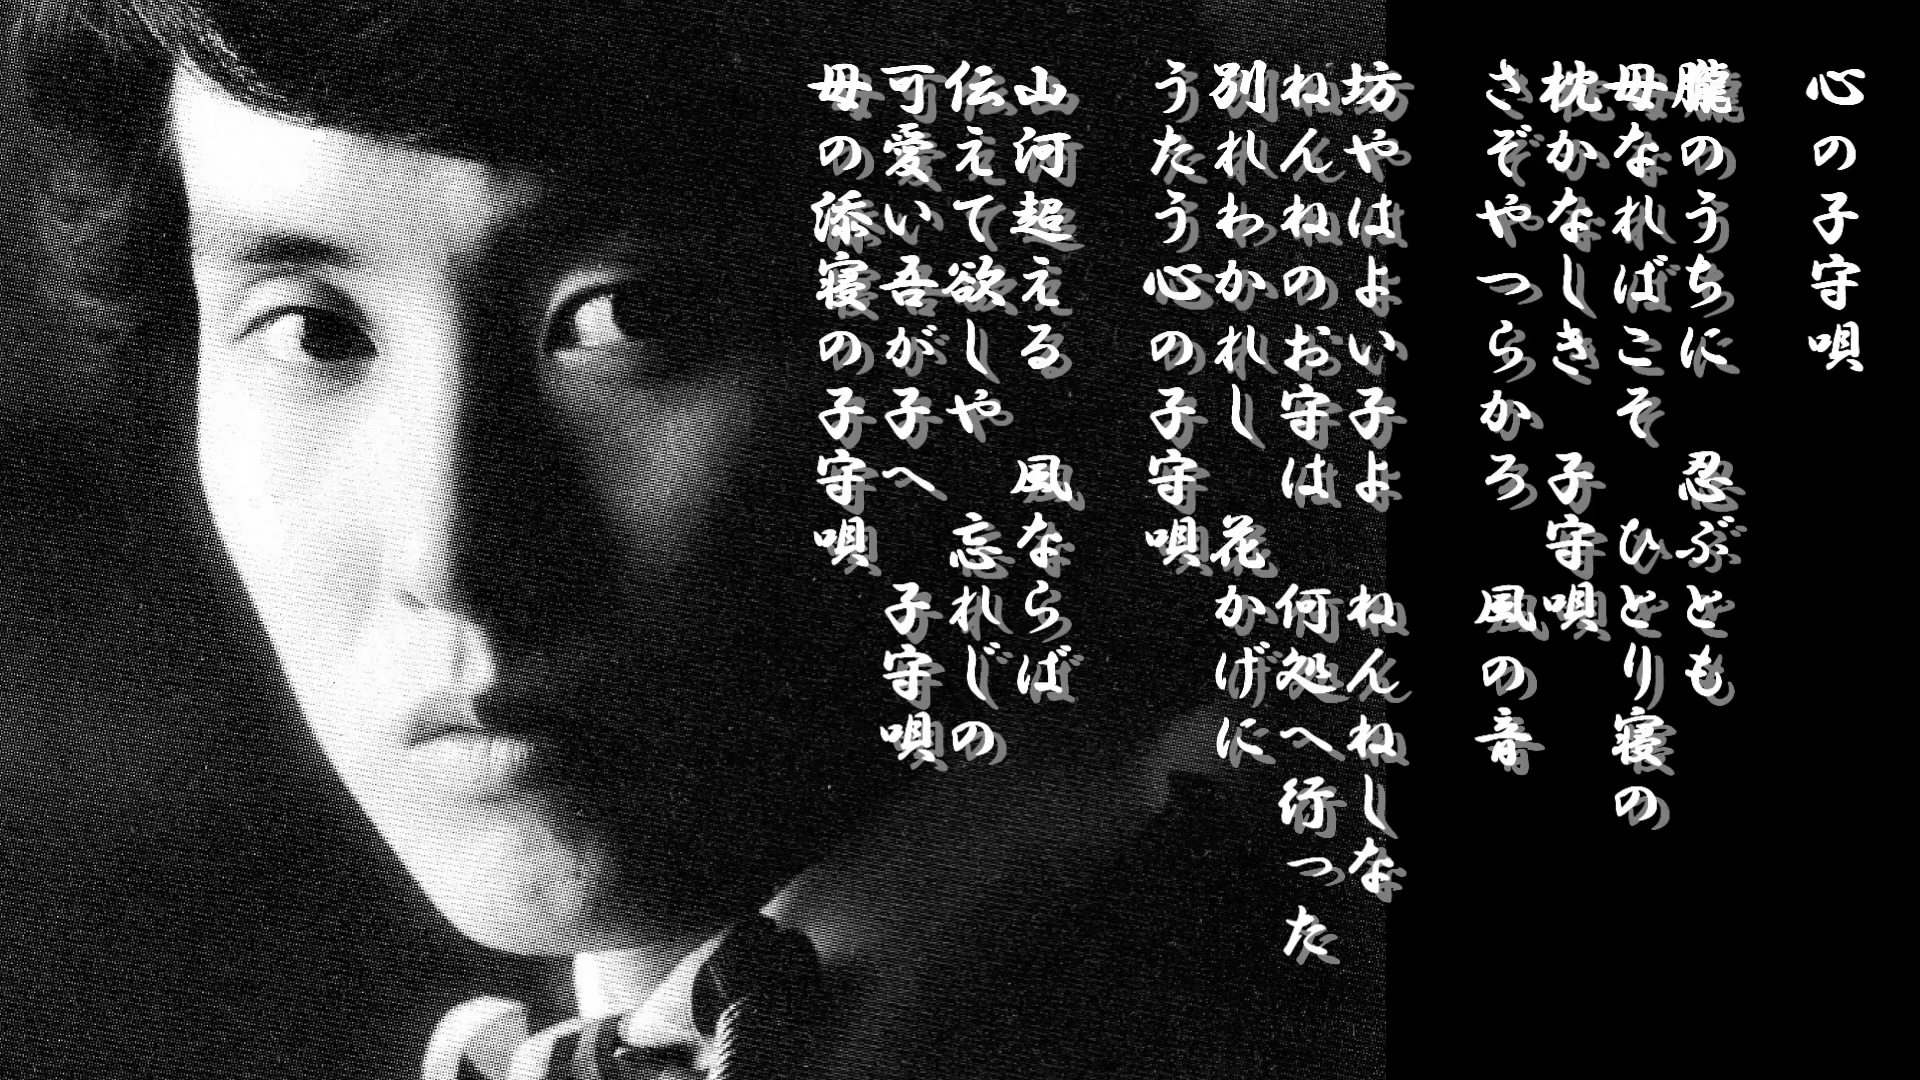 心の子守唄
朧のうちに　忍ぶとも
母なればこそ　ひとり寝の
枕かなしき　子守唄
さぞやつらかろ　風の音
坊やはよい子よ　ねんねしな
ねんねのお守は　何処へ行った
別れわかれし　花かげに
うたう心の子守唄
山河超える　風ならば
伝えて欲しや　忘れじの
可愛い吾が子へ　子守唄
母の添寝の子守唄